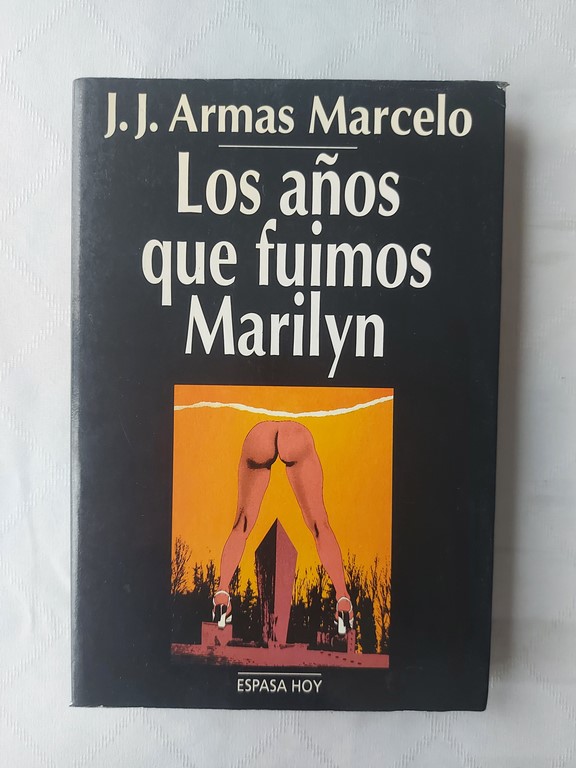 J. J. Armas Marcelo
Los años
que fuimos
Marilyn
ESPASA HOY